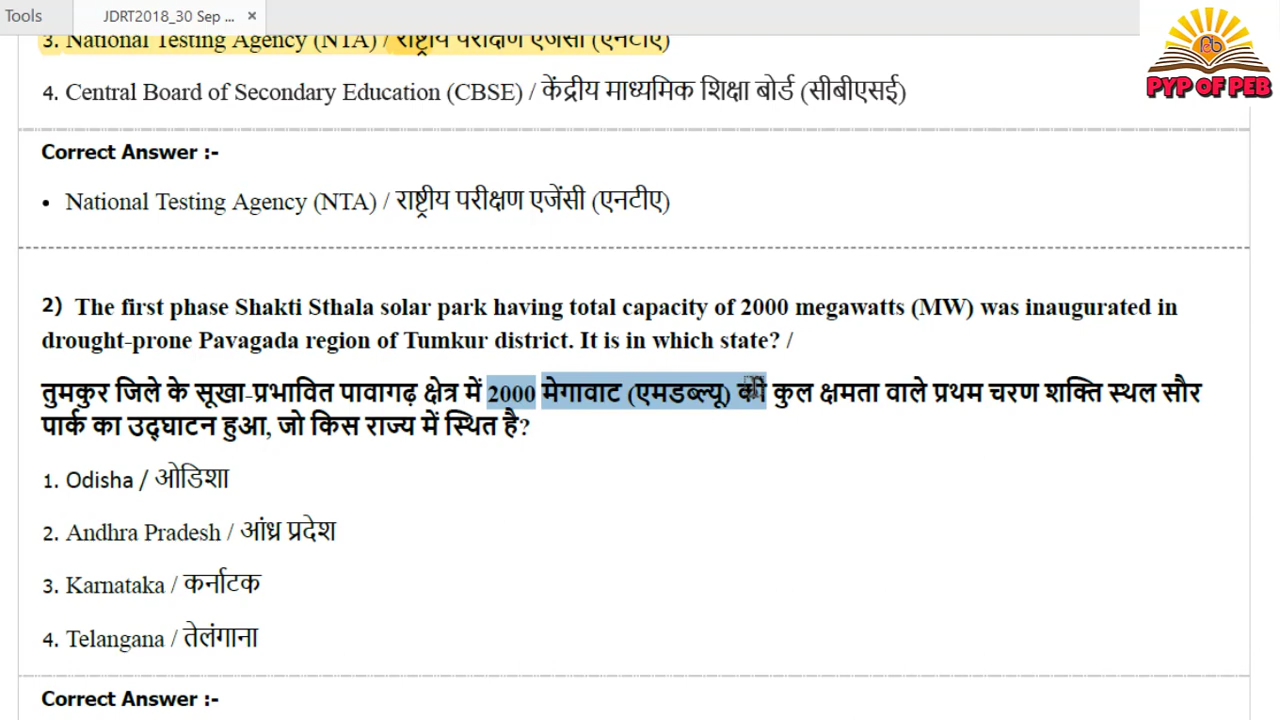 Tools
JDRT2018_30 Sep ... ×
3. National Testing Agency (NTA) / राष्ट्रीय परीक्षण एजेंसी (एनटीए)
4. Central Board of Secondary Education (CBSE) / केंद्रीय माध्यमिक शिक्षा बोर्ड (सीबीएसई)
Correct Answer :-
• National Testing Agency (NTA) / राष्ट्रीय परीक्षण एजेंसी (एनटीए)
2) The first phase Shakti Sthala solar park having total capacity of 2000 megawatts (MW) was inaugurated in
drought-prone Pavagada region of Tumkur district. It is in which state? /
तुमकुर जिले के सूखा-प्रभावित पावागढ़ क्षेत्र में 2000 मेगावाट (एमडब्ल्यू) की कुल क्षमता वाले प्रथम चरण शक्ति स्थल सौर
पार्क का उद्घाटन हुआ, जो किस राज्य में स्थित है?
1. Odisha / ओडिशा
2. Andhra Pradesh / आंध्र प्रदेश
3. Karnataka / कर्नाटक
4. Telangana / तेलंगाना
Correct Answer :-
Peb
PYP OF PEB